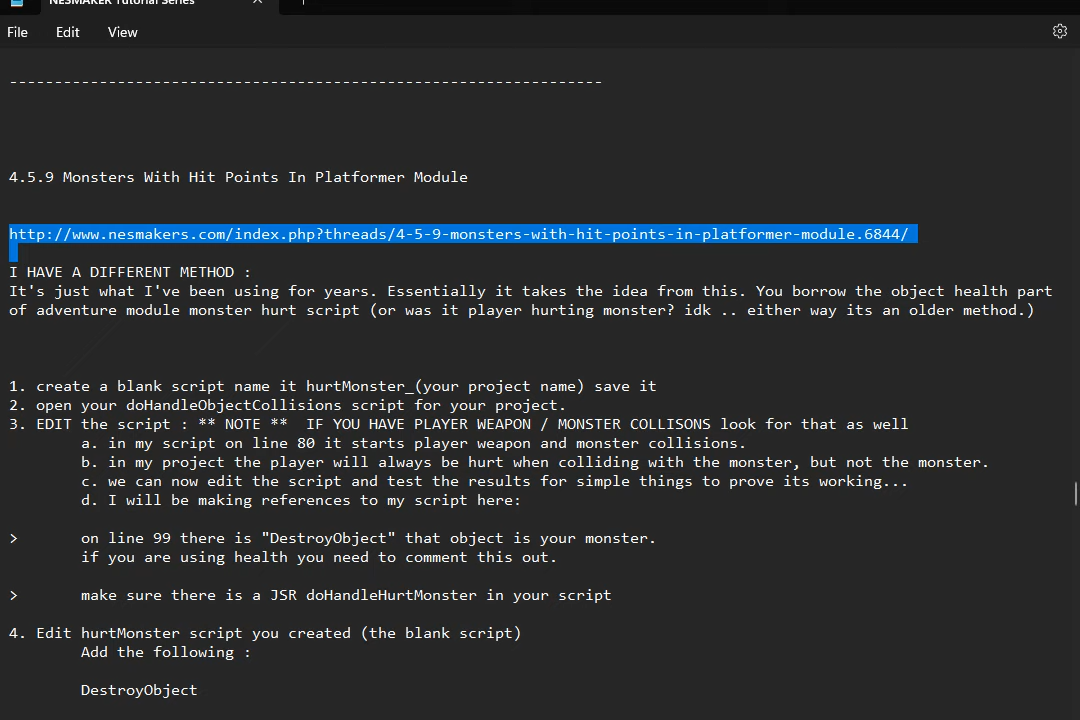 NESMAKER Tutorial Series
File Edit View
------------------------------------------------------------------
4.5.9 Monsters With Hit Points In Platformer Module
http://www.nesmakers.com/index.php?threads/4-5-9-monsters-with-hit-points-in-platformer-module.6844/
I HAVE A DIFFERENT METHOD :
It's just what I've been using for years. Essentially it takes the idea from this. You borrow the object health part
of adventure module monster hurt script (or was it player hurting monster? idk .. either way its an older method.)
1. create a blank script name it hurtMonster_(your project name) save it
2. open your doHandleObjectCollisions script for your project.
3. EDIT the script : ** NOTE **  IF YOU HAVE PLAYER WEAPON / MONSTER COLLISONS look for that as well
a. in my script on line 80 it starts player weapon and monster collisions.
b. in my project the player will always be hurt when colliding with the monster, but not the monster.
c. we can now edit the script and test the results for simple things to prove its working...
d. I will be making references to my script here:
> on line 99 there is "DestroyObject" that object is your monster.
if you are using health you need to comment this out.
> make sure there is a JSR doHandleHurtMonster in your script
4. Edit hurtMonster script you created (the blank script)
Add the following :
DestroyObject